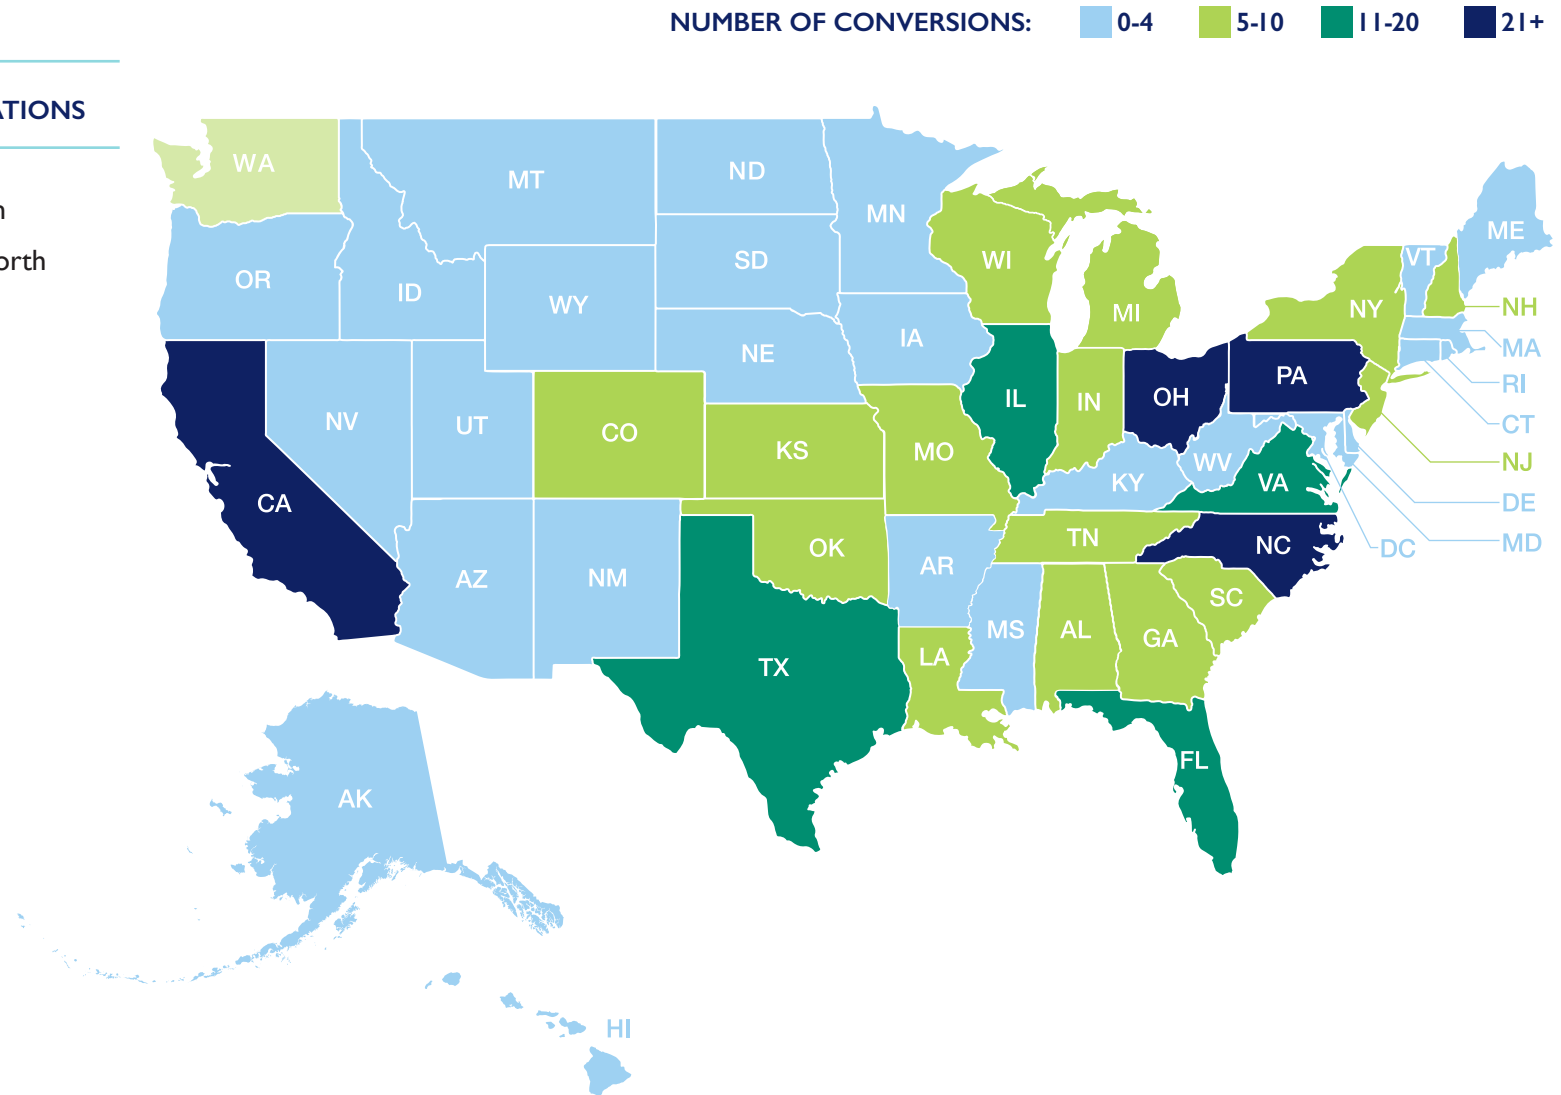 NUMBER OF CONVERSIONS: 0-4 5-10 11-20 21+
ATIONS
n
orth
WA
MT
ND
MN
ME
OR
ID
WY
SD
WI
MI
NY
VT
NH
MA
RI
CT
NJ
DE
MD
DC
NV
UT
CO
NE
IA
IL
IN
OH
PA
KS
MO
KY
WV
VA
CA
AZ
NM
OK
AR
TN
NC
SC
TX
LA
MS
AL
GA
FL
AK
HI